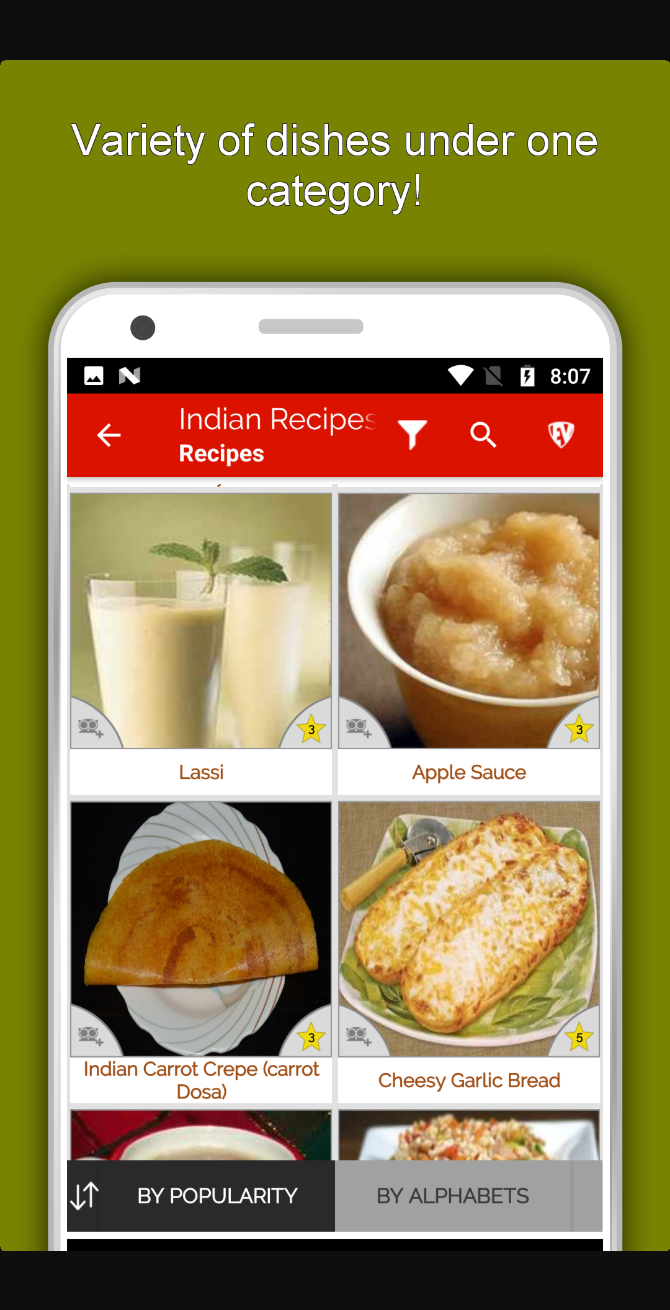 Variety of dishes under one
category!
8:07
Indian Recipes
Recipes
EV
3
3
Lassi
Apple Sauce
3
5
Indian Carrot Crepe (carrot
Dosa)
Cheesy Garlic Bread
BY POPULARITY
BY ALPHABETS